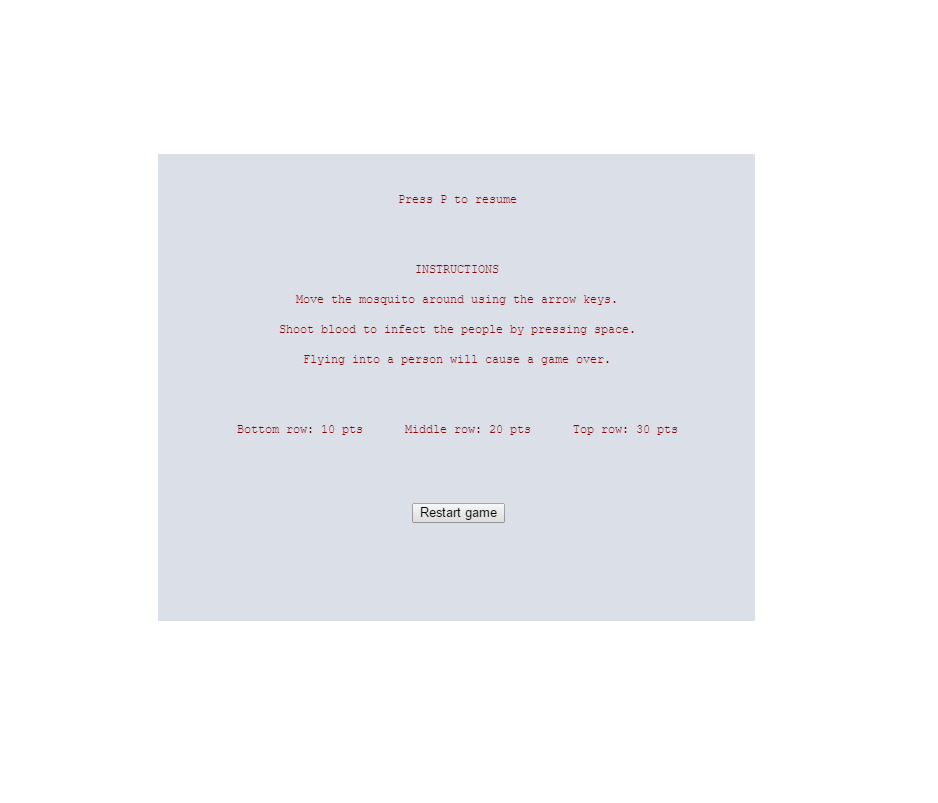 Press P to resume
INSTRUCTIONS
Move the mosquito around using the arrow keys.
Shoot blood to infect the people by pressing space.
Flying into a person will cause a game over.
Bottom row: 10 pts Middle row: 20 pts Top row: 30 pts
Restart game